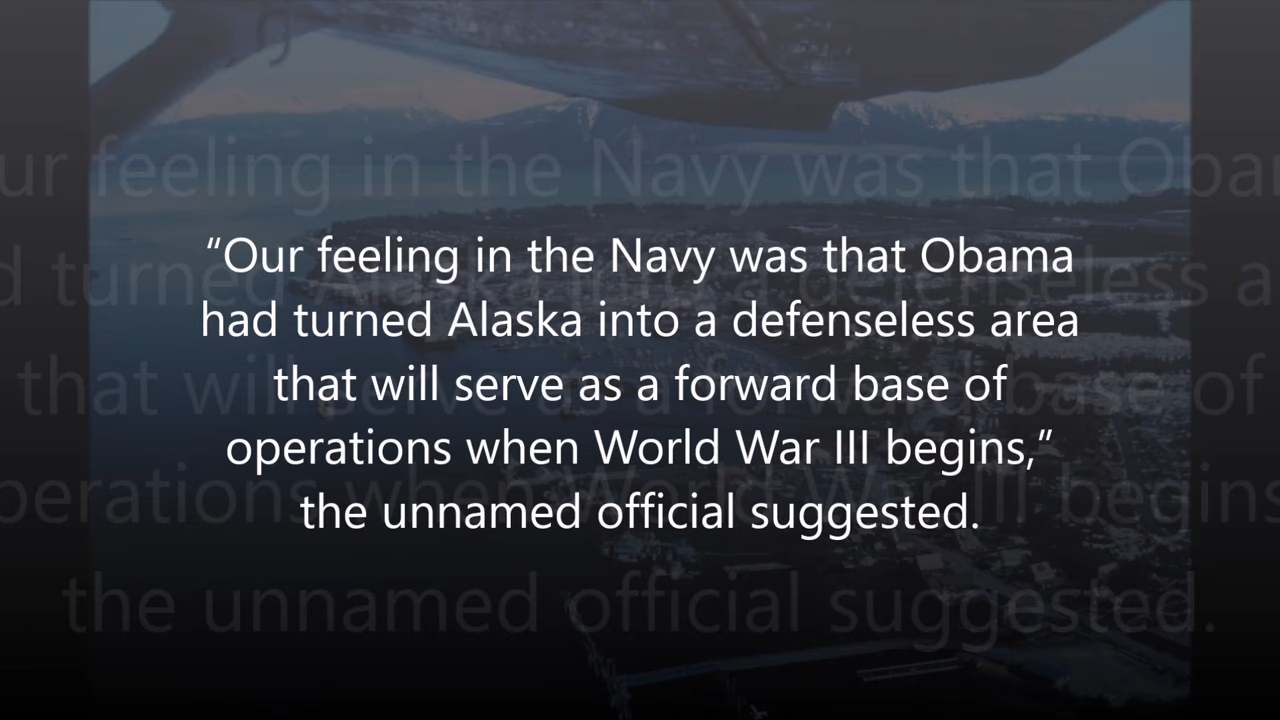 “Our feeling in the Navy was that Obama
had turned Alaska into a defenseless area
that will serve as a forward base of
operations when World War III begins,”
the unnamed official suggested.